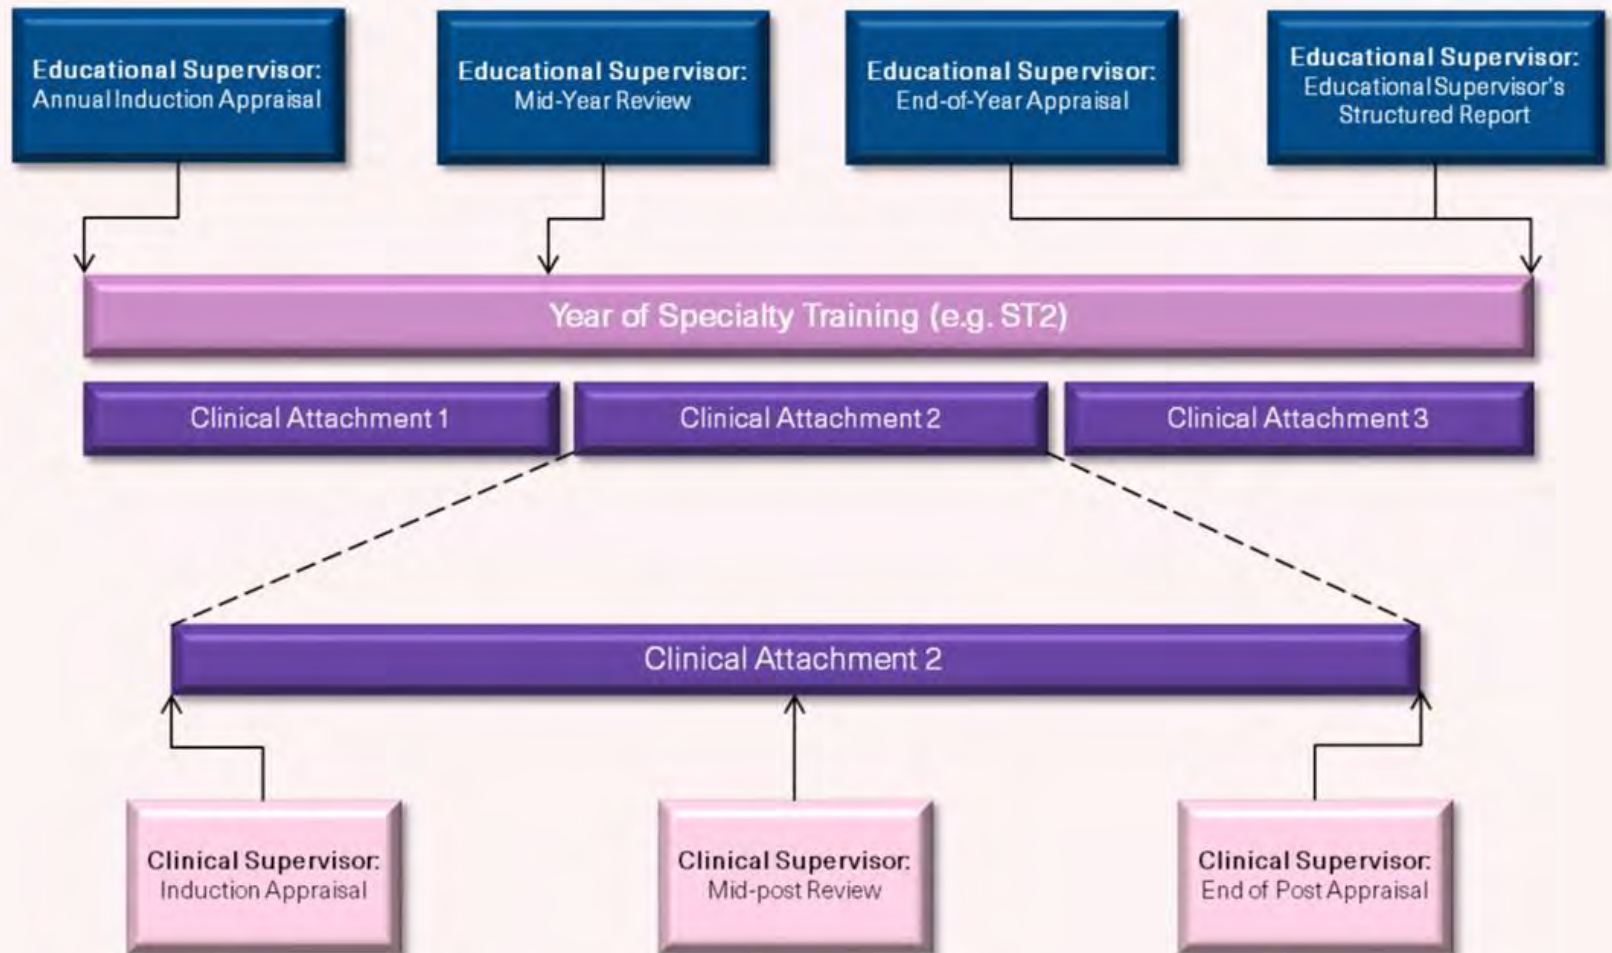 Educational Supervisor:
Annual Induction Appraisal
Educational Supervisor:
Mid-Year Review
Educational Supervisor:
End-of-Year Appraisal
Educational Supervisor:
Educational Supervisor's
Structured Report
Year of Specialty Training (e.g. ST2)
Clinical Attachment 1
Clinical Attachment 2
Clinical Attachment 3
Clinical Attachment 2
Clinical Supervisor:
Induction Appraisal
Clinical Supervisor:
Mid-post Review
Clinical Supervisor:
End of Post Appraisal